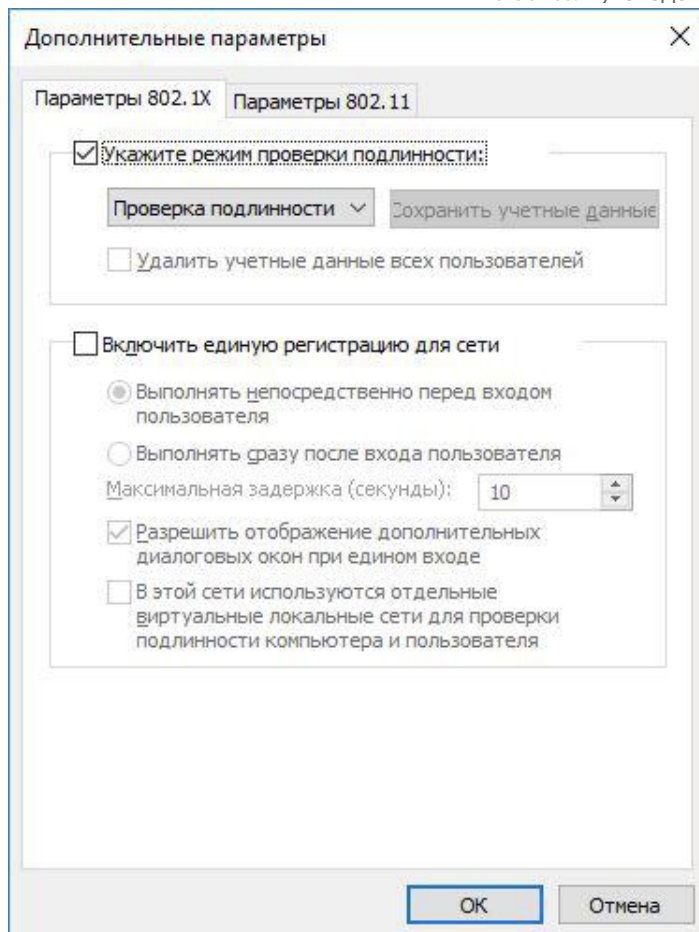 Дополнительные параметры
Параметры 802.1X
Параметры 802.11
Укажите режим проверки подлинности:
Проверка подлинности
Сохранить учетные данные
Удалить учетные данные всех пользователей
Включить единую регистрацию для сети
Выполнять непосредственно перед входом
пользователя
Выполнять сразу после входа пользователя
Максимальная задержка (секунды):
10
Разрешить отображение дополнительных
диалоговых окон при едином входе
В этой сети используются отдельные
виртуальные локальные сети для проверки
подлинности компьютера и пользователя
ОК
Отмена